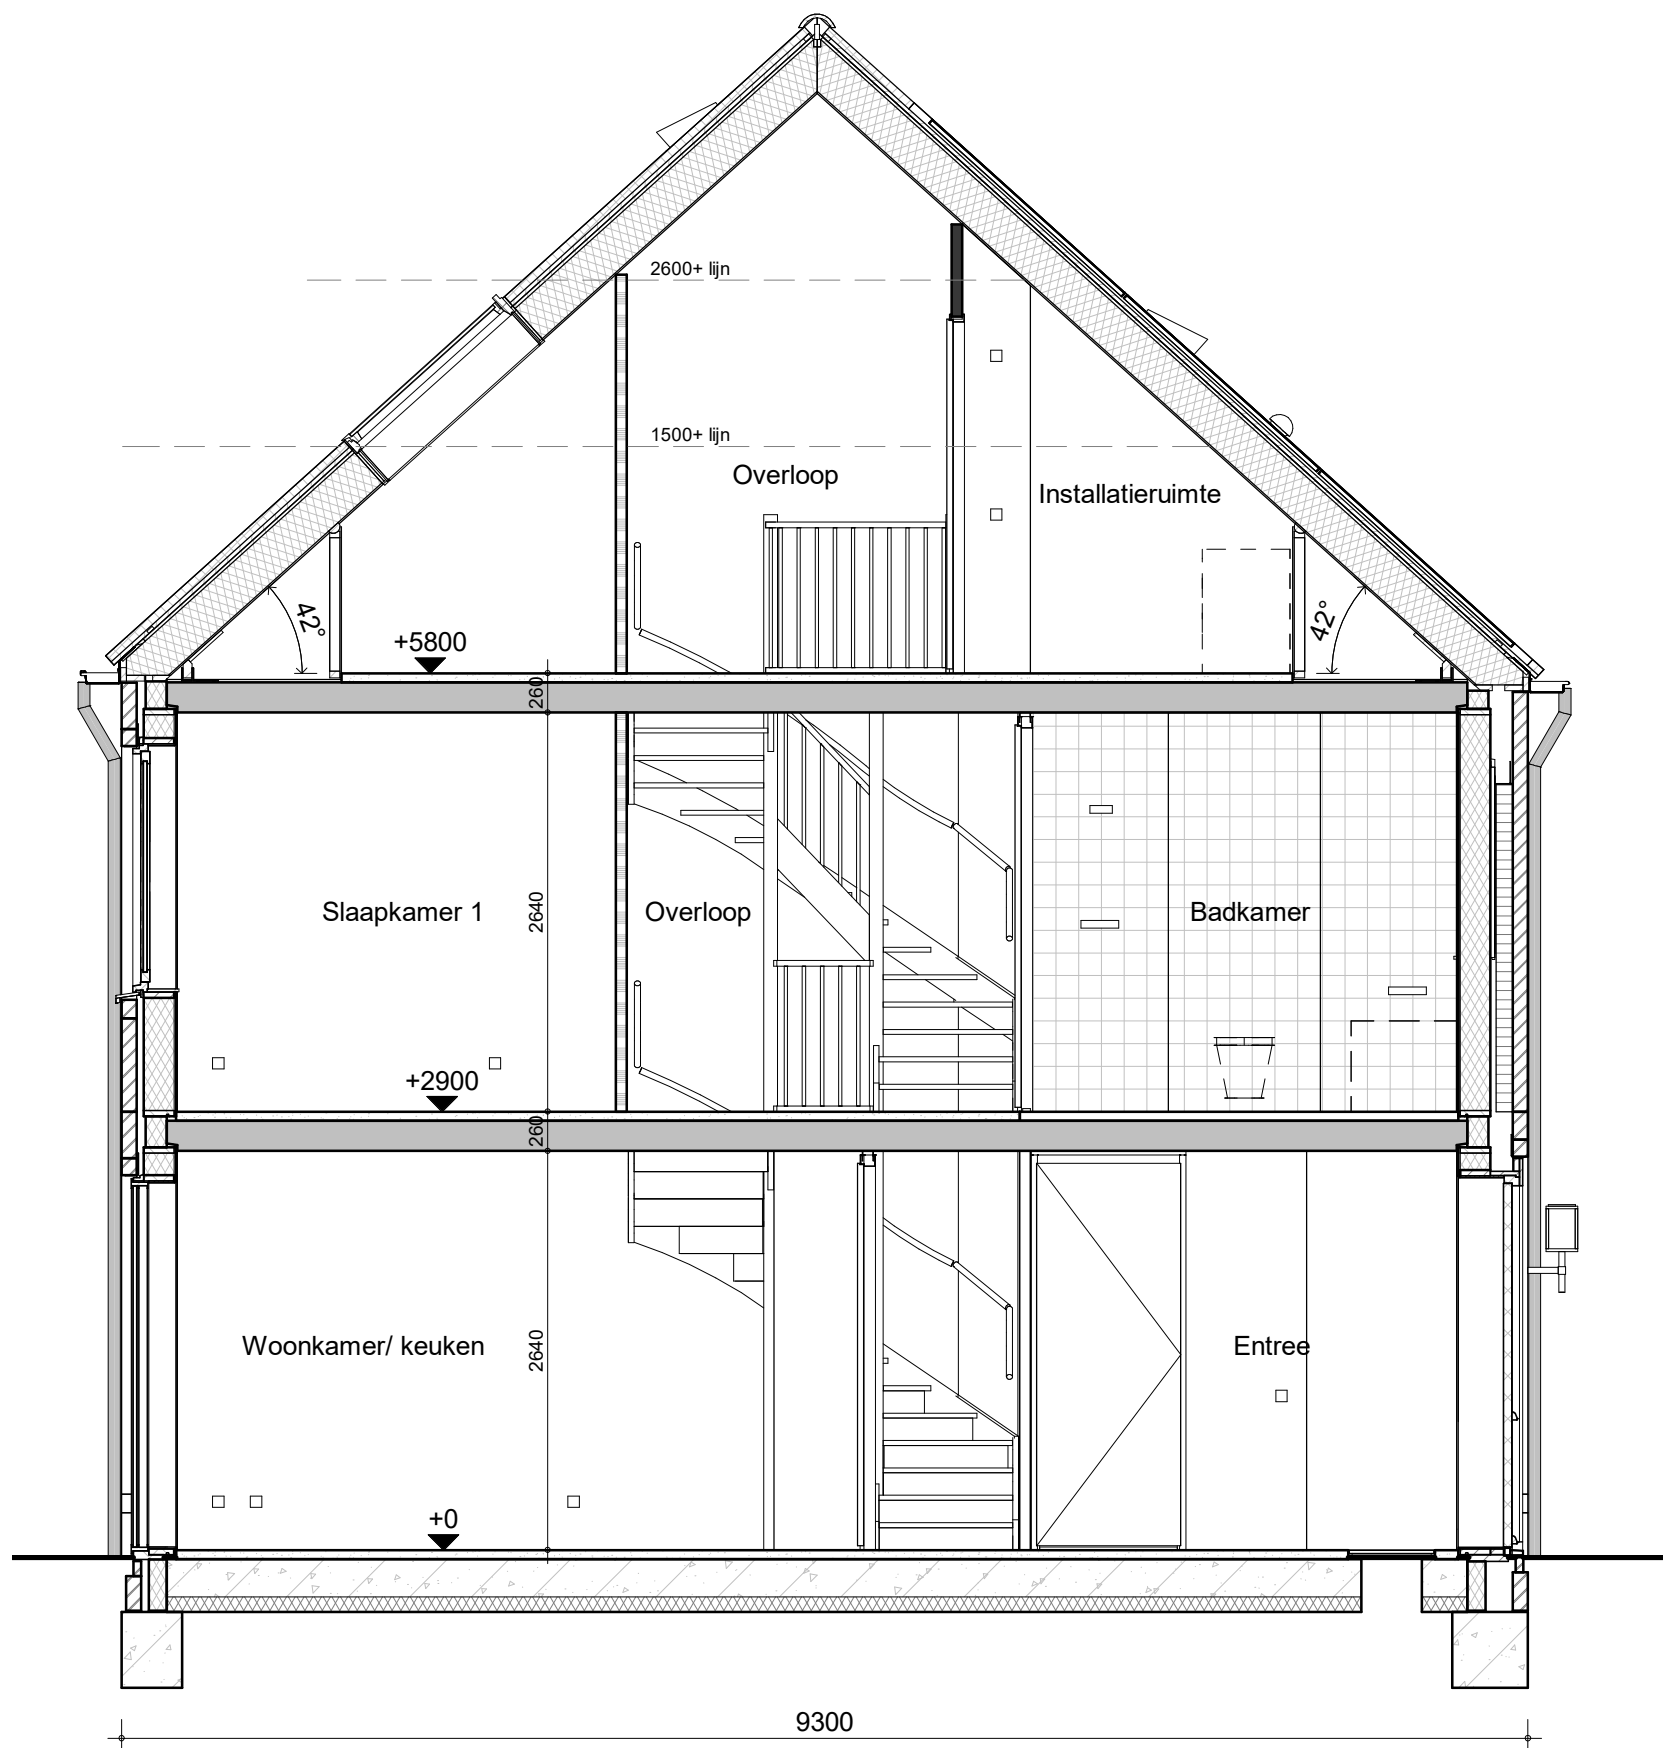 2600+ lijn
1500+ lijn
Overloop
Installatieruimte
42°
42°
+5800
260
Slaapkamer 1
2640
Overloop
Badkamer
+2900
260
Woonkamer/ keuken
2640
Entree
+0
9300